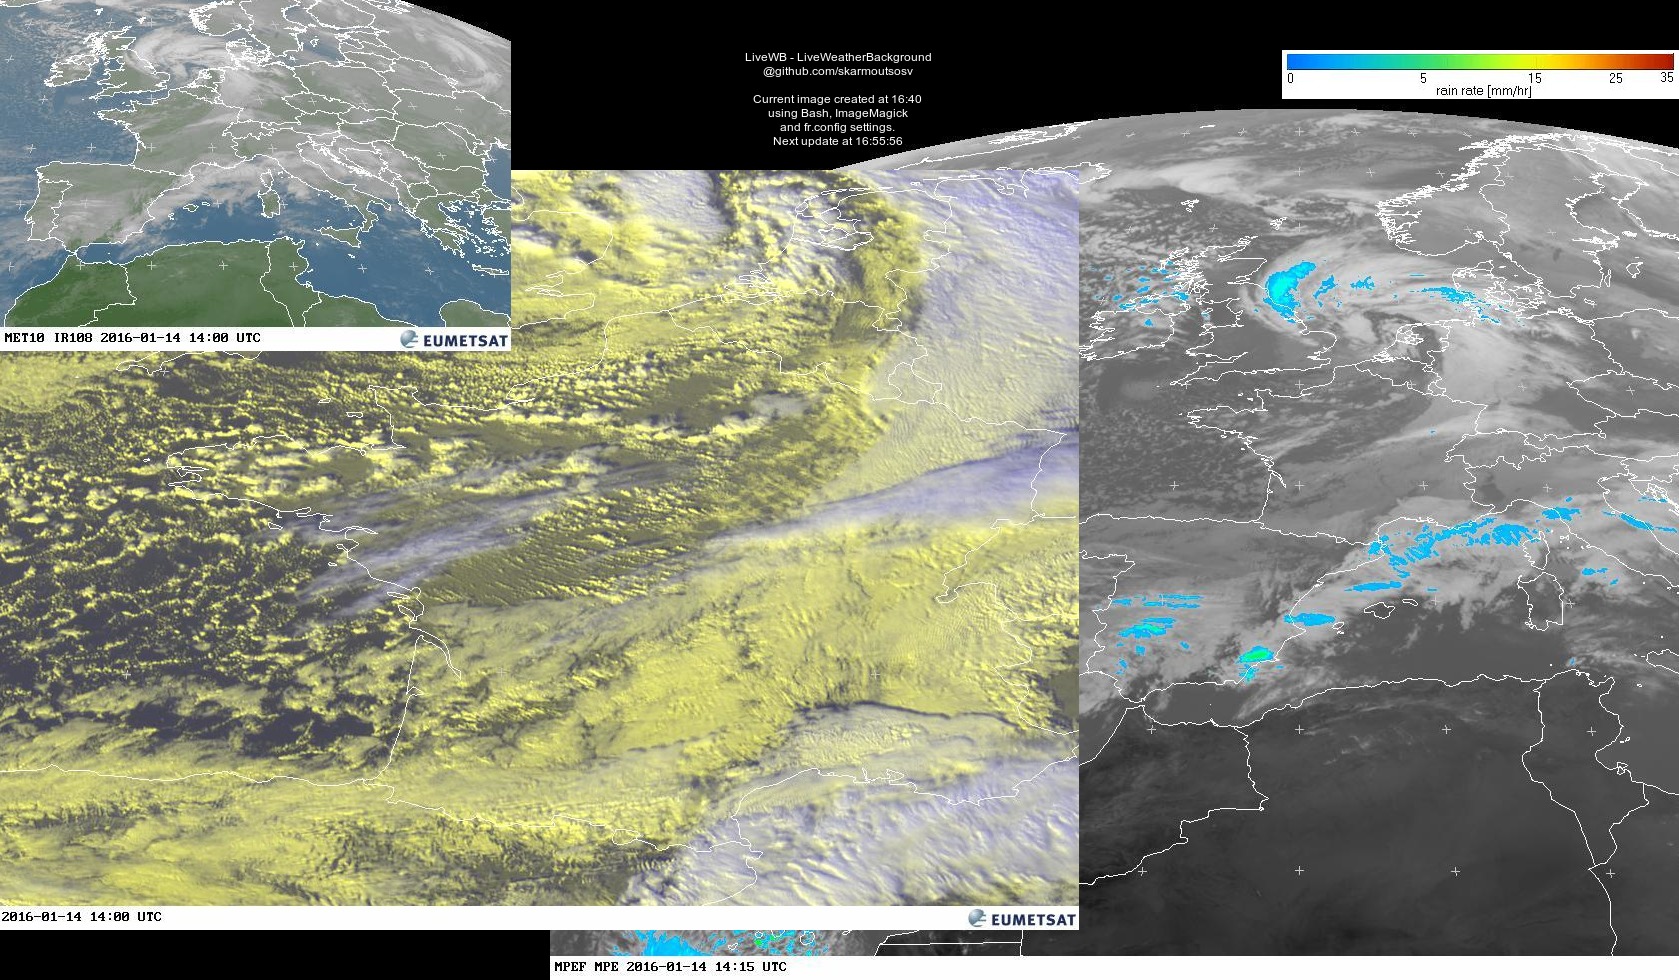 LiveWB - LiveWeatherBackground
@github.com/skarmoutsosv
Current image created at 16:40
using Bash, ImageMagick
and fr.config settings.
Next update at 16:55:56
0 5 15 25 35
rain rate [mm/hr]
MET10 IR108 2016-01-14 14:00 UTC
EUMETSAT
2016-01-14 14:00 UTC
EUMETSAT
MPEF MPE 2016-01-14 14:15 UTC